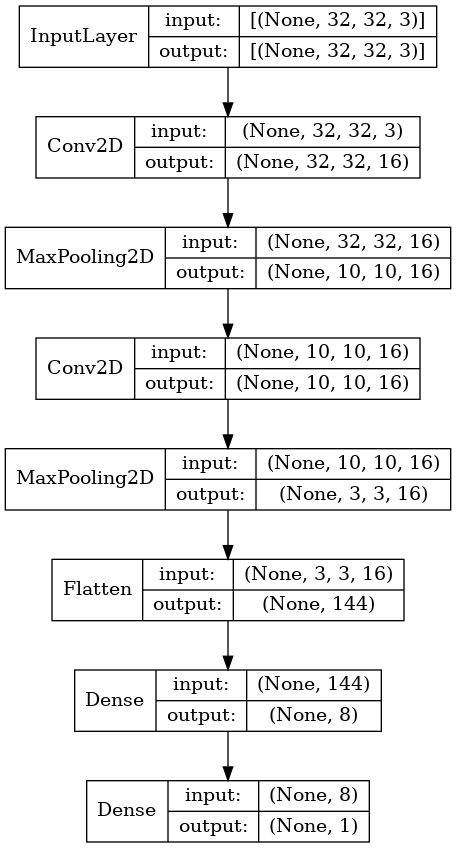 InputLayer
input: [(None, 32, 32, 3)]
output: [(None, 32, 32, 3)]
Conv2D
input: (None, 32, 32, 3)
output: (None, 32, 32, 16)
MaxPooling2D
input: (None, 32, 32, 16)
output: (None, 10, 10, 16)
Conv2D
input: (None, 10, 10, 16)
output: (None, 10, 10, 16)
MaxPooling2D
input: (None, 10, 10, 16)
output: (None, 3, 3, 16)
Flatten
input: (None, 3, 3, 16)
output: (None, 144)
Dense
input: (None, 144)
output: (None, 8)
Dense
input: (None, 8)
output: (None, 1)